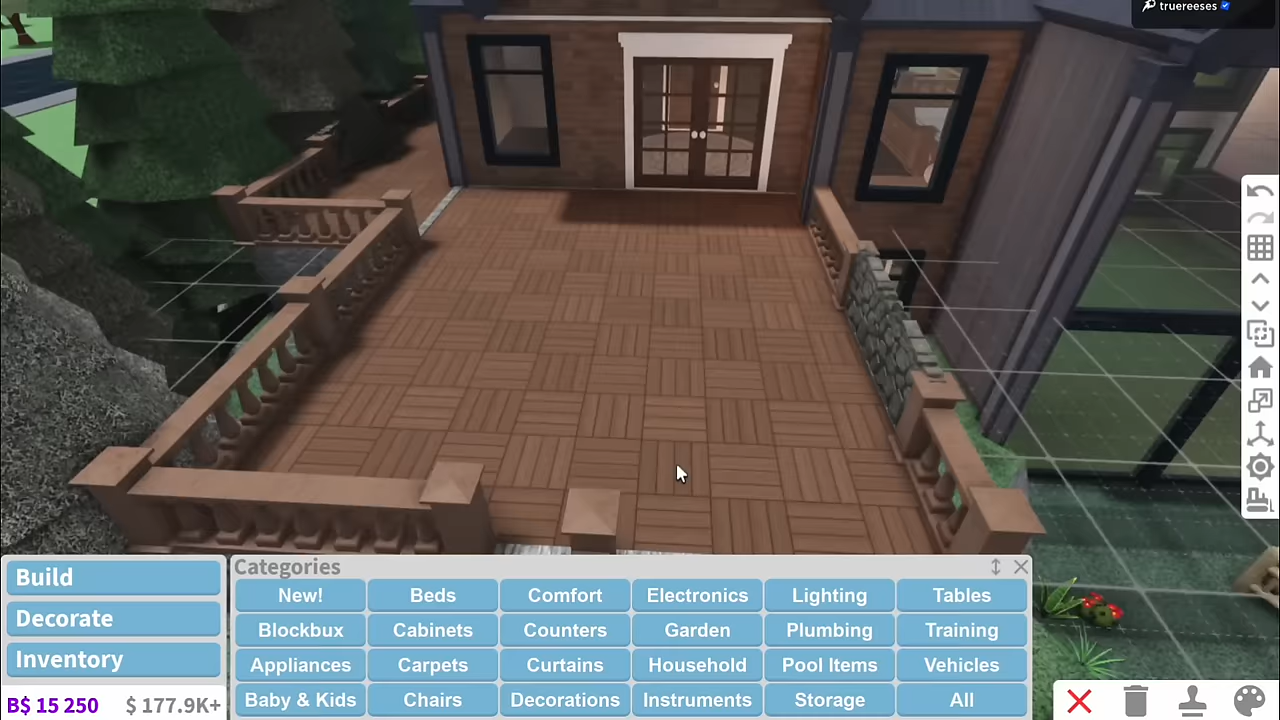 truereeses
Build
Decorate
Inventory
B$ 15 250 $ 177.9K+
Categories
New! Beds Comfort Electronics Lighting Tables
Blockbux Cabinets Counters Garden Plumbing Training
Appliances Carpets Curtains Household Pool Items Vehicles
Baby & Kids Chairs Decorations Instruments Storage All